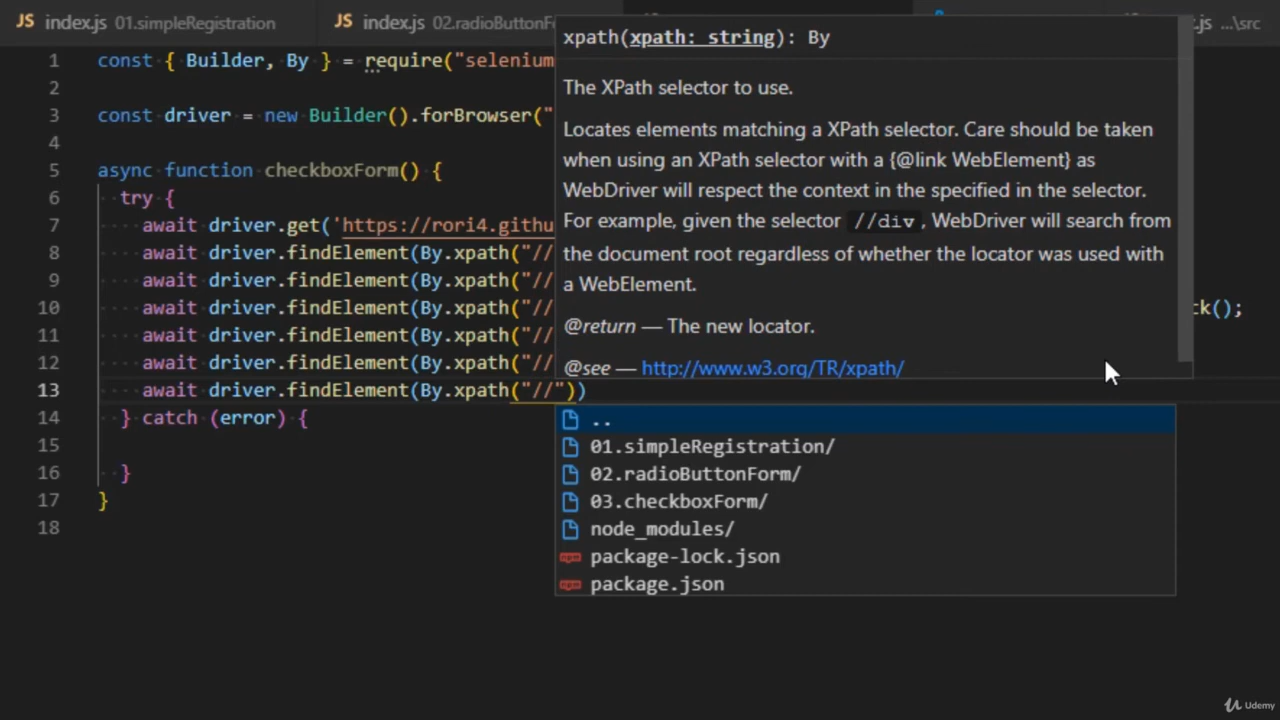 JS index.js 01.simpleRegistration JS index.js 02.radioButtonF .js ...\src
1 const { Builder, By } = require("selenium
2
3 const driver = new Builder().forBrowser("
4
5 async function checkboxForm() {
6 try {
7 await driver.get('https://rori4.githu
8 await driver.findElement(By.xpath("//
9 await driver.findElement(By.xpath("//
10 await driver.findElement(By.xpath("// ck();
11 await driver.findElement(By.xpath("//
12 await driver.findElement(By.xpath("//
13 await driver.findElement(By.xpath("//"))
14 } catch (error) {
15
16 }
17 }
18
xpath(xpath: string): By
The XPath selector to use.
Locates elements matching a XPath selector. Care should be taken
when using an XPath selector with a {@link WebElement} as
WebDriver will respect the context in the specified in the selector.
For example, given the selector //div, WebDriver will search from
the document root regardless of whether the locator was used with
a WebElement.
@return — The new locator.
@see — http://www.w3.org/TR/xpath/
..
01.simpleRegistration/
02.radioButtonForm/
03.checkboxForm/
node_modules/
package-lock.json
package.json
Udemy